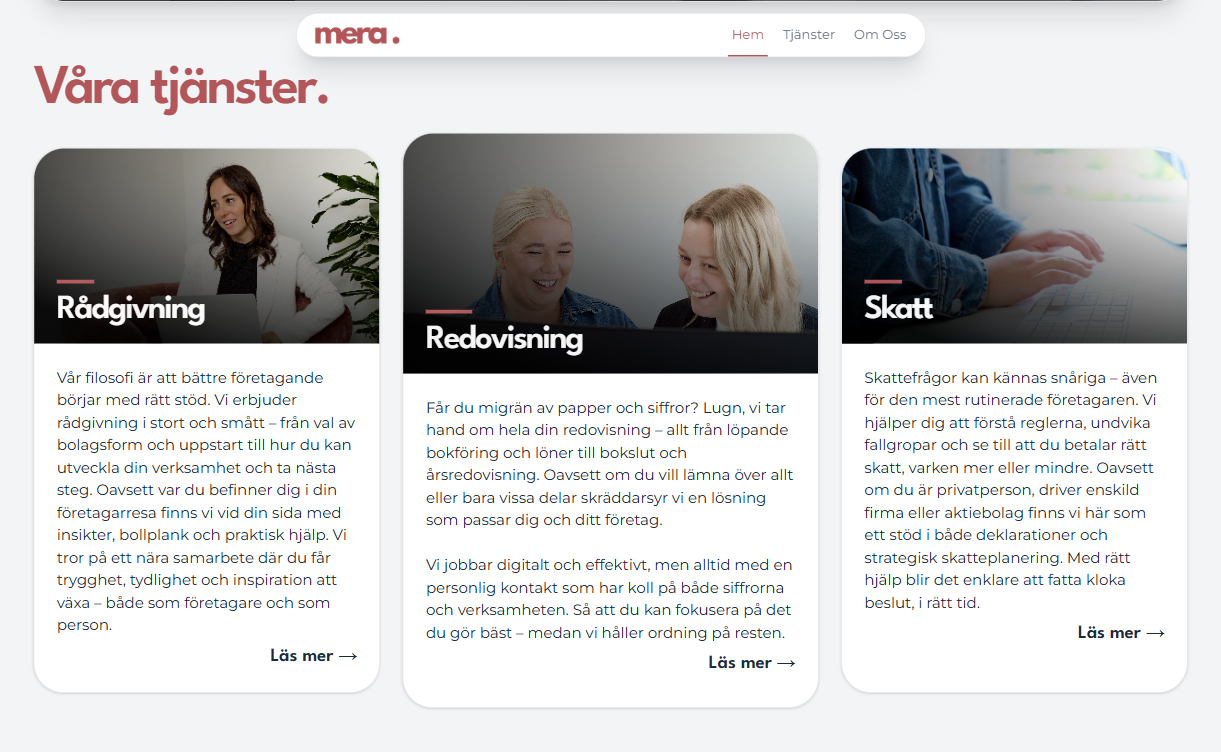 mera.
Hem Tjänster Om Oss
Våra tjänster.
Rådgivning
Vår filosofi är att bättre företagande
börjar med rätt stöd. Vi erbjuder
rådgivning i stort och smått – från val av
bolagsform och uppstart till hur du kan
utveckla din verksamhet och ta nästa
steg. Oavsett var du befinner dig i din
företagarresa finns vi vid din sida med
insikter, bollplank och praktisk hjälp. Vi
tror på ett nära samarbete där du får
trygghet, tydlighet och inspiration att
växa – både som företagare och som
person.
Läs mer →
Redovisning
Får du migrän av papper och siffror? Lugn, vi tar
hand om hela din redovisning – allt från löpande
bokföring och löner till bokslut och
årsredovisning. Oavsett om du vill lämna över allt
eller bara vissa delar skräddarsyr vi en lösning
som passar dig och ditt företag.
Vi jobbar digitalt och effektivt, men alltid med en
personlig kontakt som har koll på både siffrorna
och verksamheten. Så att du kan fokusera på det
du gör bäst – medan vi håller ordning på resten.
Läs mer →
Skatt
Skattefrågor kan kännas snåriga – även
för den mest rutinerade företagaren. Vi
hjälper dig att förstå reglerna, undvika
fallgropar och se till att du betalar rätt
skatt, varken mer eller mindre. Oavsett
om du är privatperson, driver enskild
firma eller aktiebolag finns vi här som
ett stöd i både deklarationer och
strategisk skatteplanering. Med rätt
hjälp blir det enklare att fatta kloka
beslut, i rätt tid.
Läs mer →